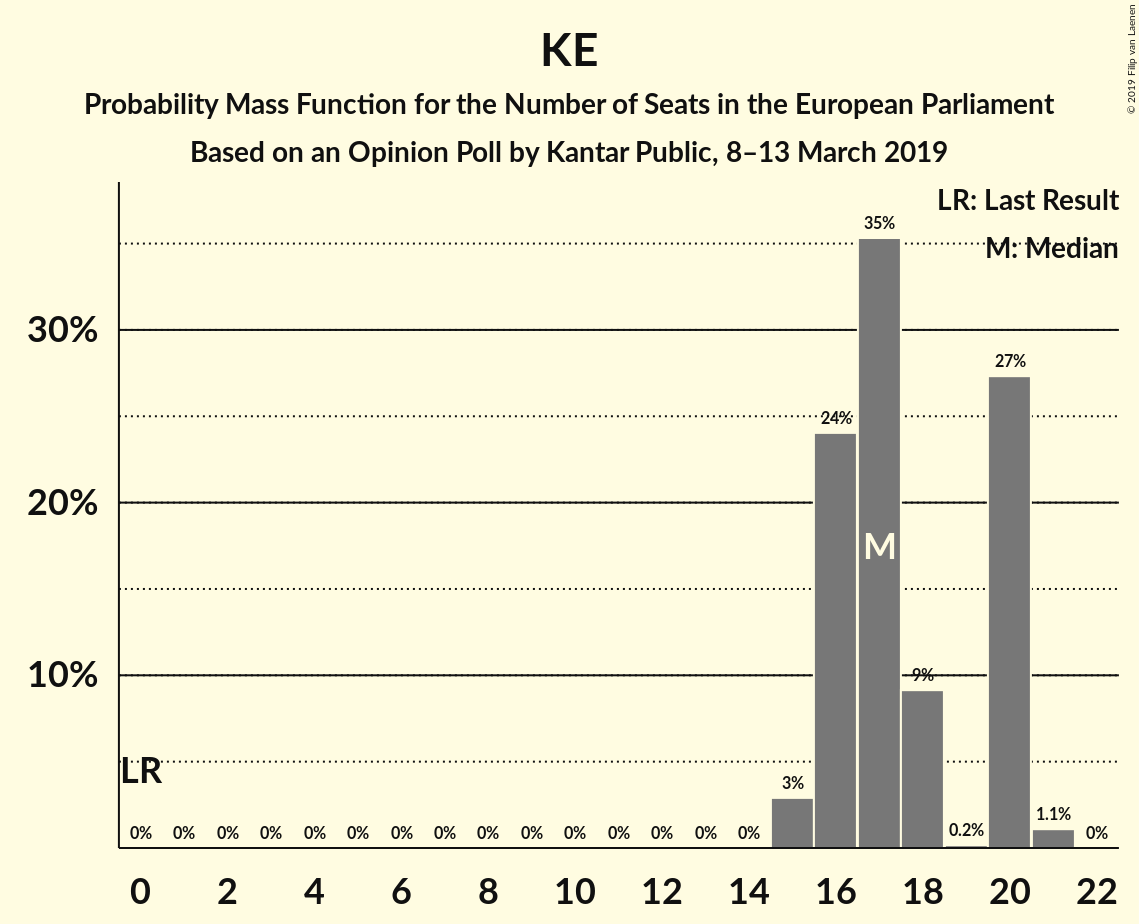 KE
Probability Mass Function for the Number of Seats in the European Parliament
Based on an Opinion Poll by Kantar Public, 8–13 March 2019
© 2019 Filip van Laenen
LR: Last Result
M: Median
35%
30%
27%
24%
20%
M
10%
9%
LR
3%
1.1%
0.2%
0% 0% 0% 0% 0% 0% 0% 0% 0% 0% 0% 0% 0% 0% 0% 0%
0 2 4 6 8 10 12 14 16 18 20 22